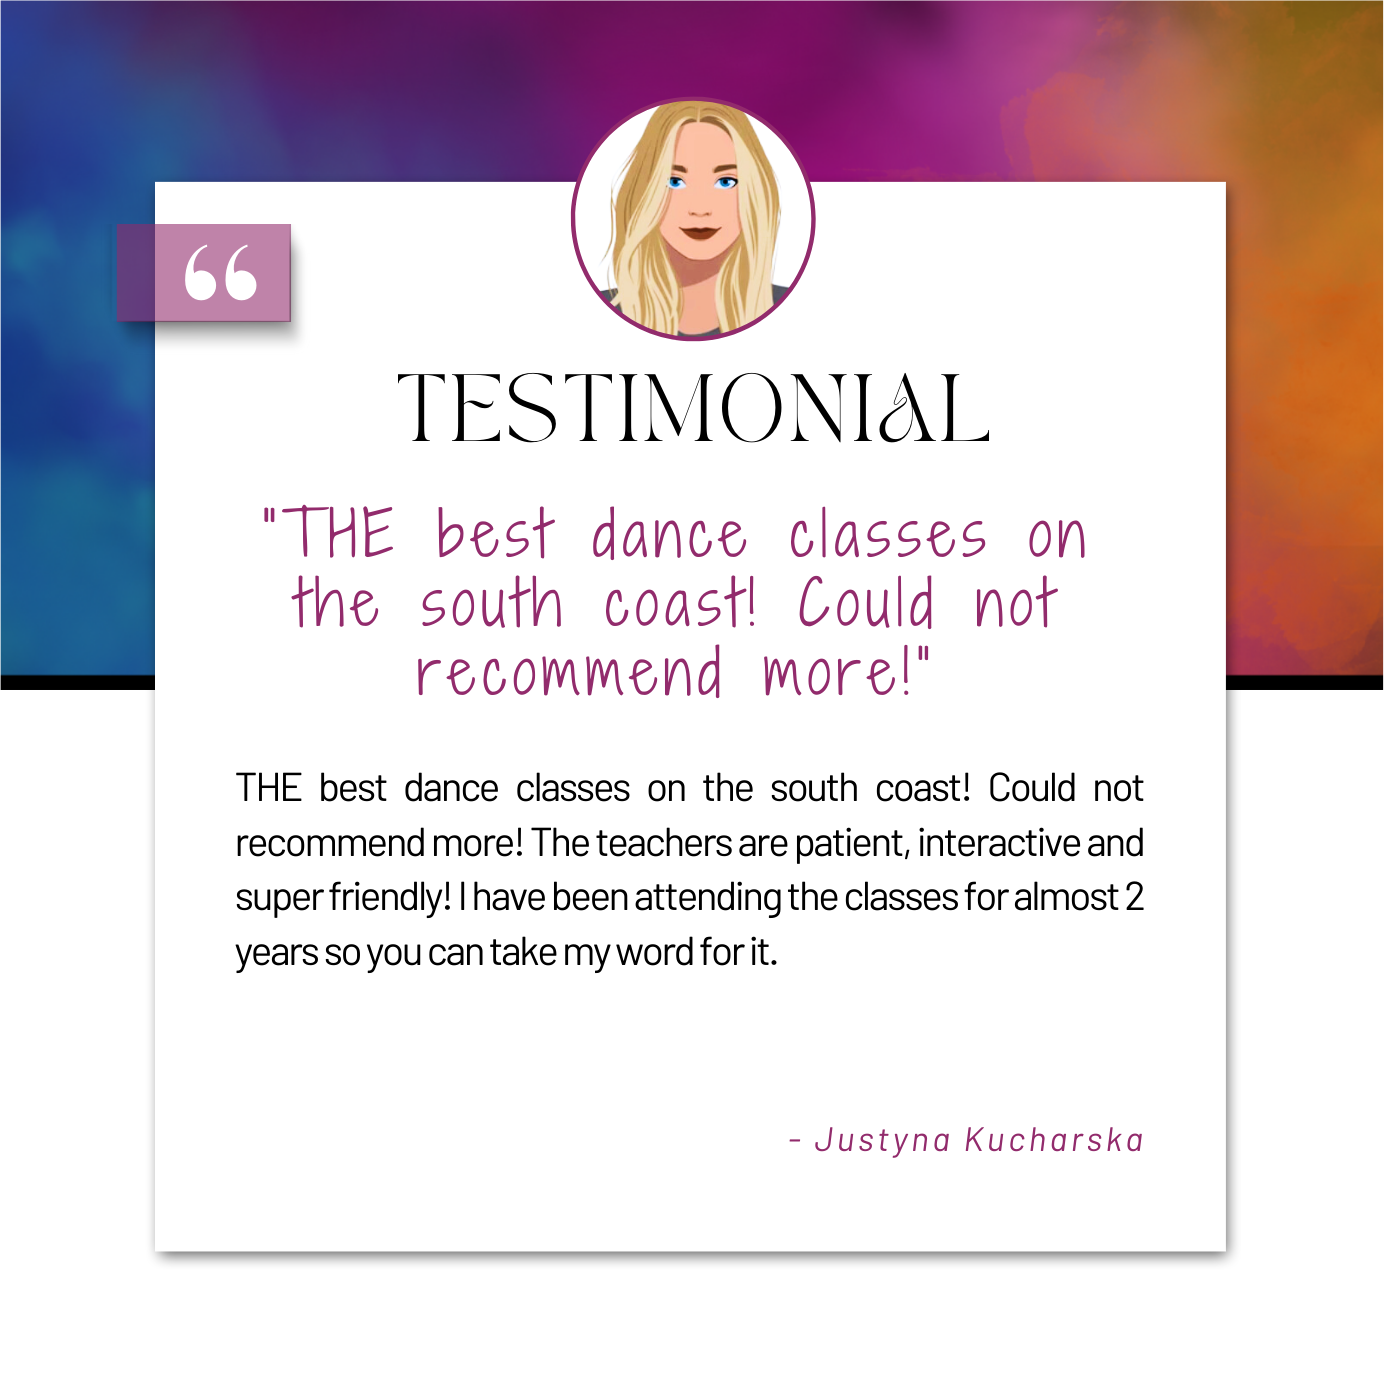 “
TESTIMONIAL
"THE best dance classes on
the south coast! Could not
recommend more!"
THE best dance classes on the south coast! Could not
recommend more! The teachers are patient, interactive and
super friendly! I have been attending the classes for almost 2
years so you can take my word for it.
- Justyna Kucharska